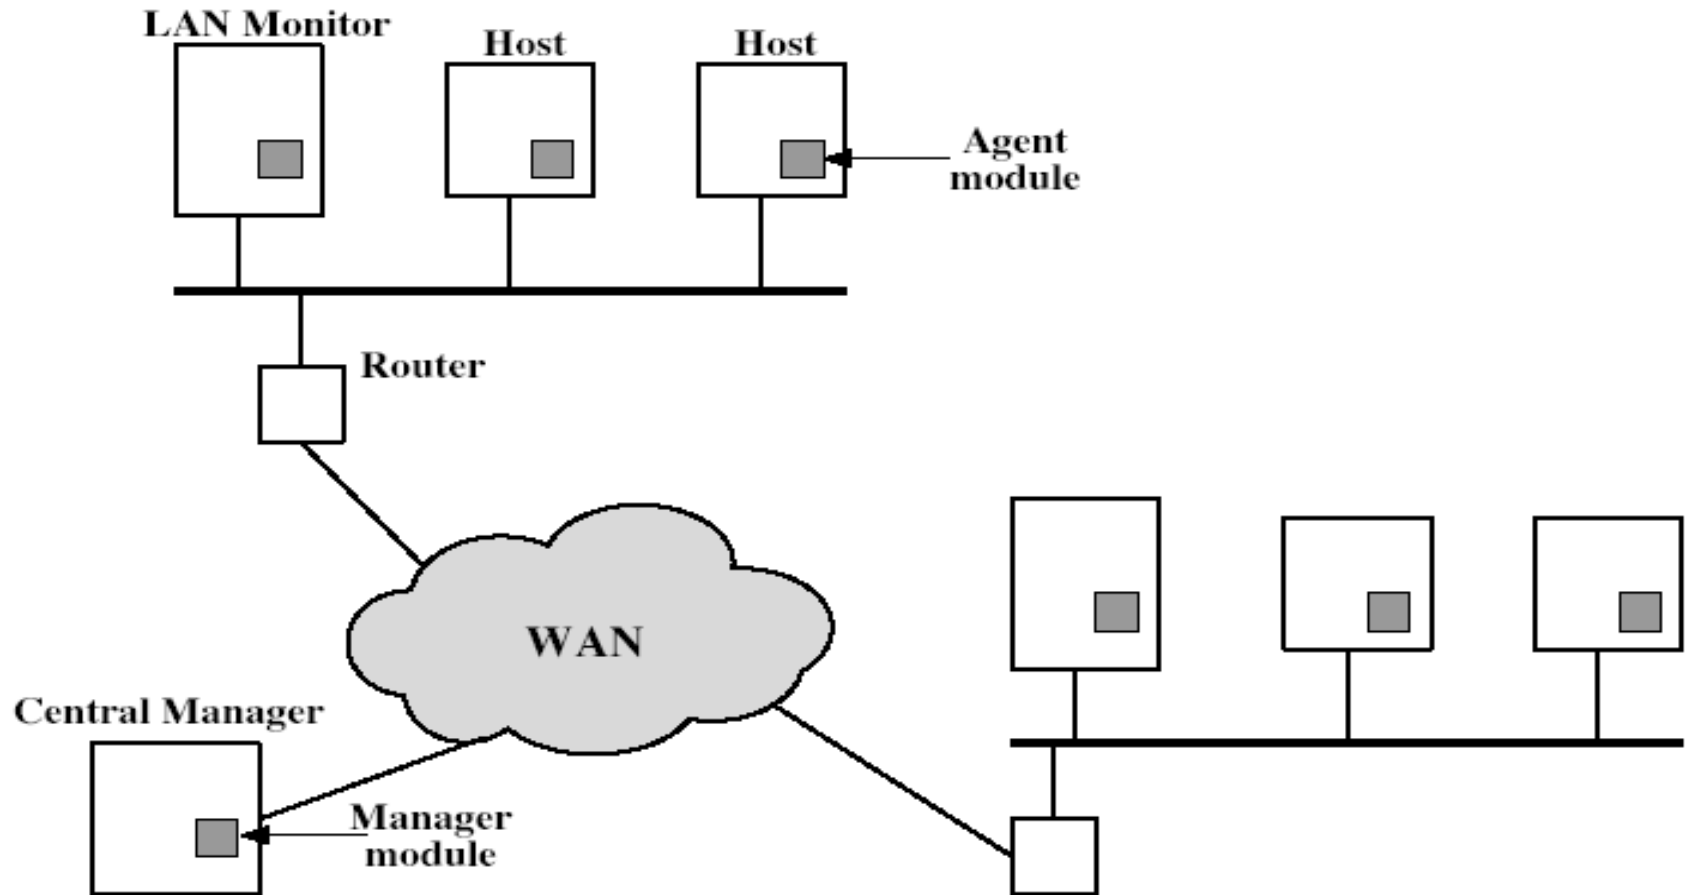 LAN Monitor
Host
Host
Agent
module
Router
WAN
Central Manager
Manager
module